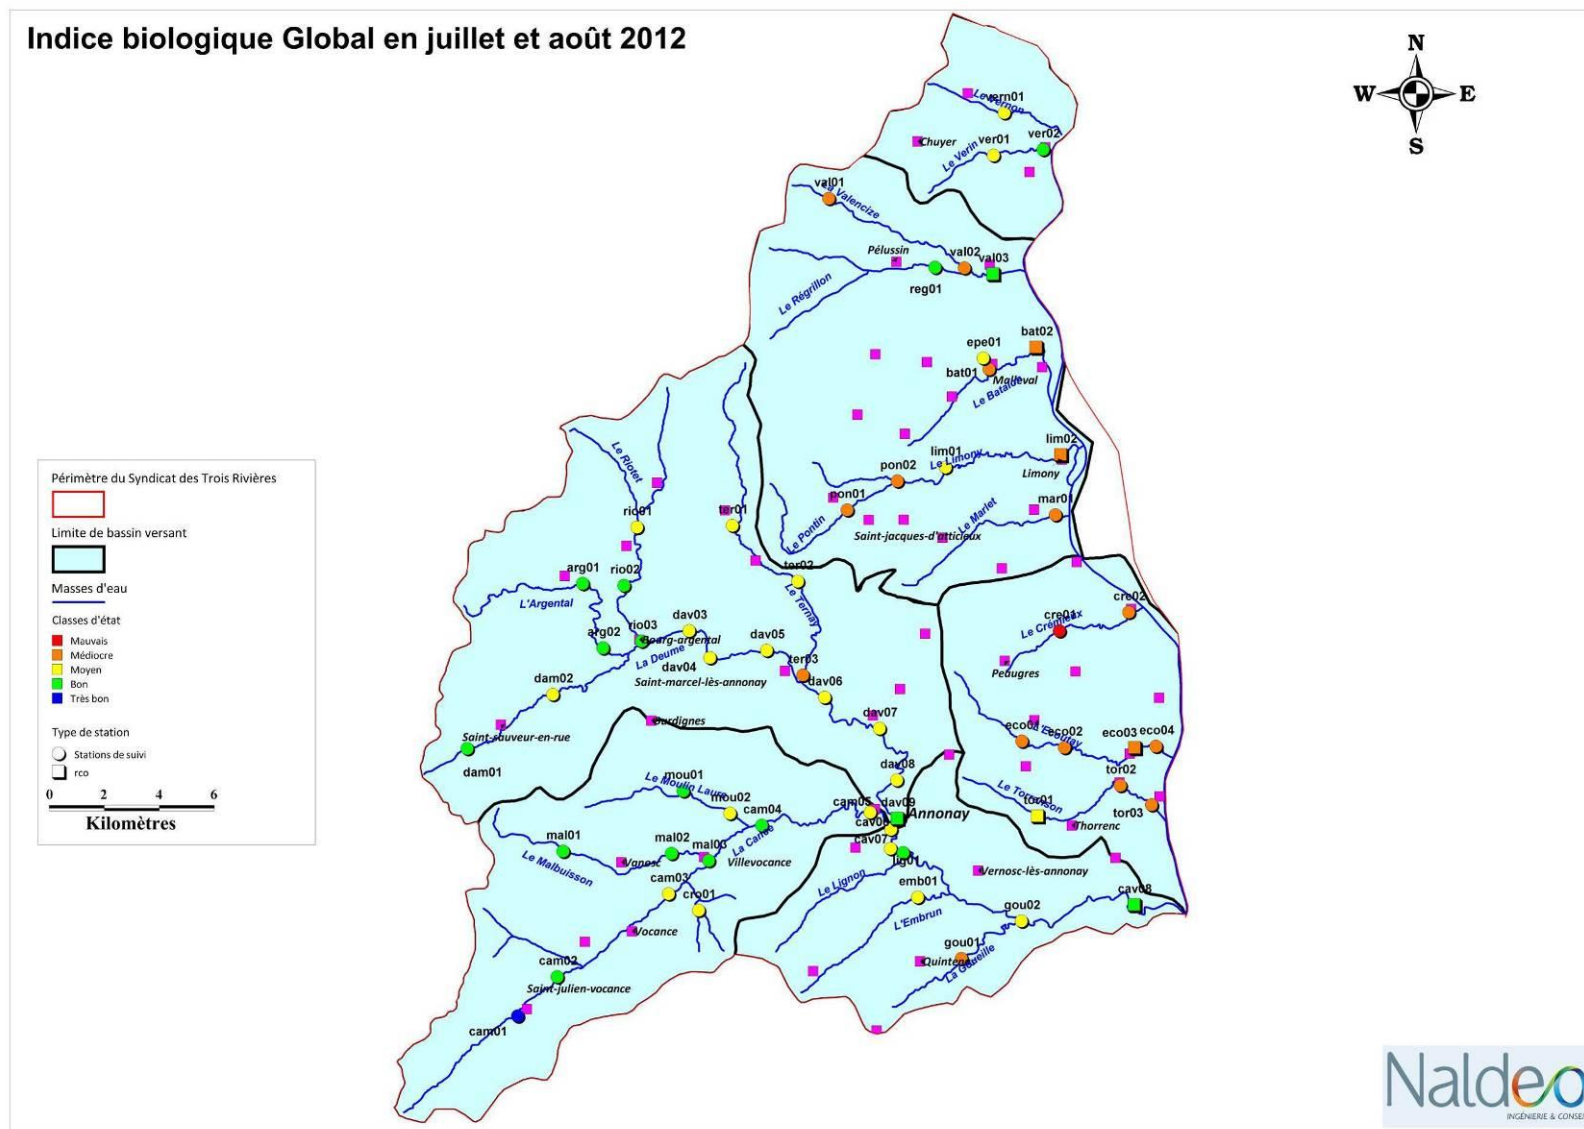 Indice biologique Global en juillet et août 2012
N
W E
S
vern01
Le Vernon
Chuyer
ver01
ver02
Le Verin
val01
La Valencize
Pélussin
val02
val03
reg01
Le Régrillon
bat02
epe01
bat01
Malleval
Le Batalon
lim02
lim01
Le Limony
pon02
Limony
pon01
mar01
Le Pontin
Le Marlet
Saint-jacques-d'atticieux
Le Riotet
rio01
ter01
ter02
Le Ternay
arg01
rio02
L'Argental
arg02
rio03
Bourg-argental
dav03
dav05
La Deume
dav04
ter03
Saint-marcel-lès-annonay
dav06
dam02
dav07
Saint-sauveur-en-rue
dam01
Burdignes
dav08
cre02
cre01
Le Crémieux
Peaugres
eco01
L'Ecoutay
eco02
eco03
eco04
tor02
Le Torrenson
tor01
tor03
Thorrenc
mou01
Le Moulin Laure
mou02
cam04
cam05
dav09
Annonay
cav06
cav07
La Cance
mal01
mal02
mal03
Villevocance
Le Malbuisson
Vanosc
lig01
Vernosc-lès-annonay
Le Lignon
cam03
cro01
emb01
cav08
L'Embrun
gou02
Vocance
gou01
Quintenas
La Goueille
cam02
Saint-julien-vocance
cam01
Périmètre du Syndicat des Trois Rivières
Limite de bassin versant
Masses d'eau
Classes d'état
Mauvais
Médiocre
Moyen
Bon
Très bon
Type de station
Stations de suivi
rco
0 2 4 6
Kilomètres
Naldeo
INGÉNIERIE & CONSE